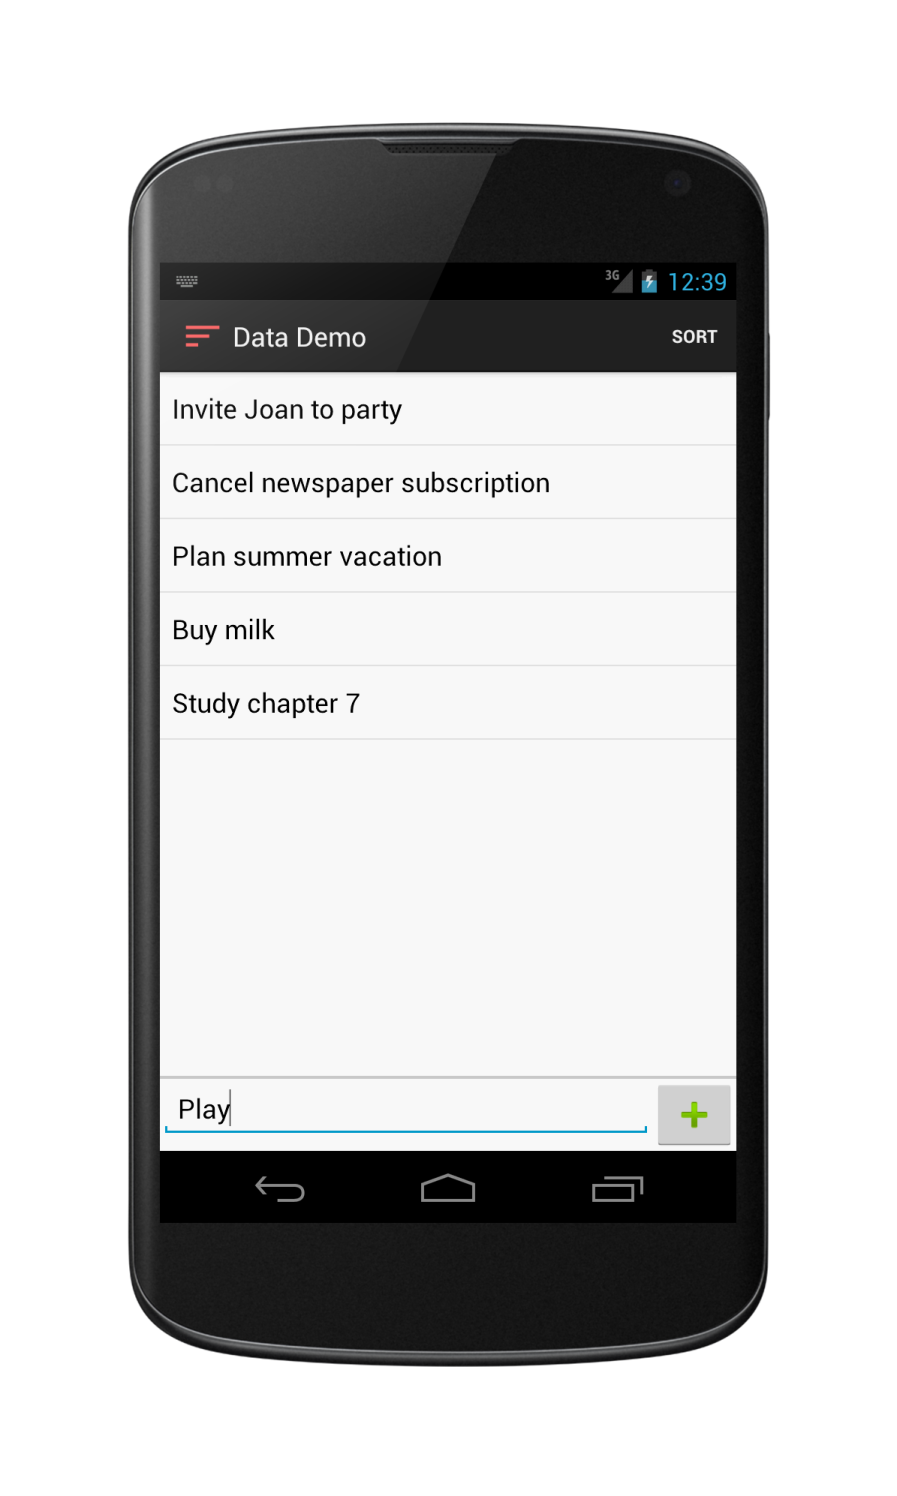 3G 12:39
Data Demo SORT
Invite Joan to party
Cancel newspaper subscription
Plan summer vacation
Buy milk
Study chapter 7
Play